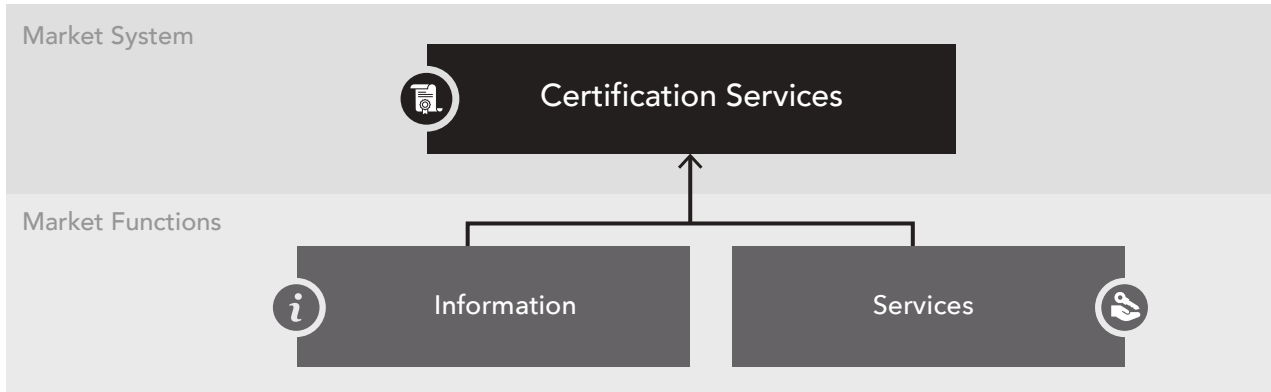 Market System
Certification Services
Market Functions
Information
Services